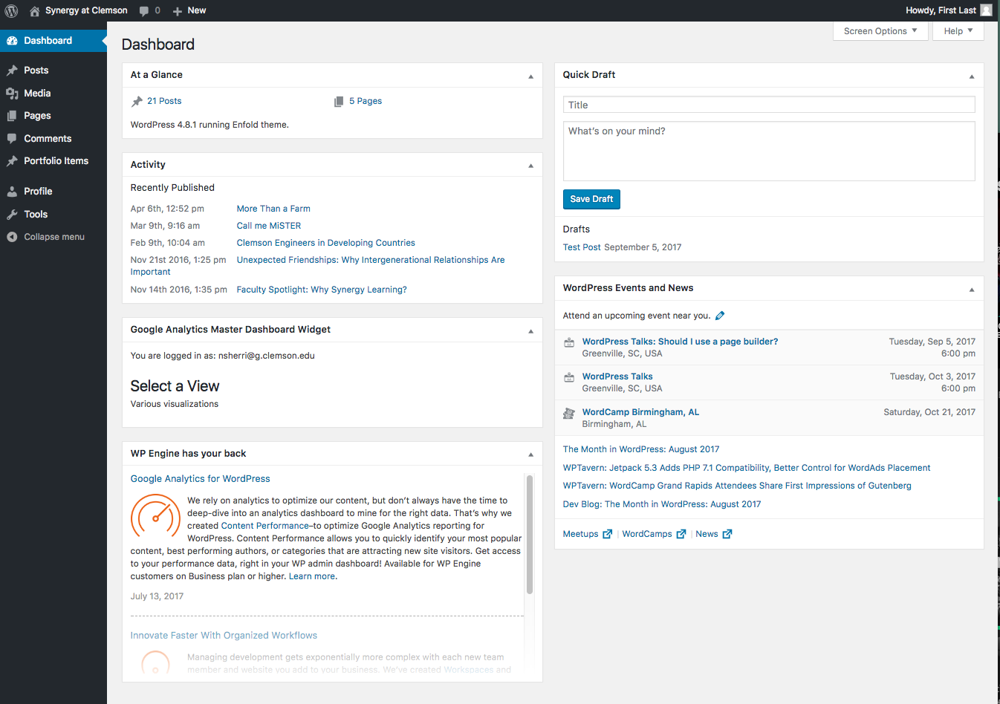 Synergy at Clemson 0 New Howdy, First Last
Dashboard
Posts
Media
Pages
Comments
Portfolio Items
Profile
Tools
Collapse menu
Screen Options Help
Dashboard
At a Glance
21 Posts 5 Pages
WordPress 4.8.1 running Enfold theme.
Activity
Recently Published
Apr 6th, 12:52 pm More Than a Farm
Mar 9th, 9:16 am Call me MiSTER
Feb 9th, 10:04 am Clemson Engineers in Developing Countries
Nov 21st 2016, 1:25 pm Unexpected Friendships: Why Intergenerational Relationships Are
Important
Nov 14th 2016, 1:35 pm Faculty Spotlight: Why Synergy Learning?
Google Analytics Master Dashboard Widget
You are logged in as: nsherri@g.clemson.edu
Select a View
Various visualizations
WP Engine has your back
Google Analytics for WordPress
We rely on analytics to optimize our content, but don't always have the time to
deep-dive into an analytics dashboard to mine for the right data. That's why we
created Content Performance–to optimize Google Analytics reporting for
WordPress. Content Performance allows you to quickly identify your most popular
content, best performing authors, or categories that are attracting new site visitors. Get access
to your performance data, right in your WP admin dashboard! Available for WP Engine
customers on Business plan or higher. Learn more.
July 13, 2017
Innovate Faster With Organized Workflows
Managing development gets exponentially more complex with each new team
member and website you add to your business. We've created Workspaces and
Quick Draft
Title
What's on your mind?
Save Draft
Drafts
Test Post September 5, 2017
WordPress Events and News
Attend an upcoming event near you.
WordPress Talks: Should I use a page builder? Tuesday, Sep 5, 2017
Greenville, SC, USA 6:00 pm
WordPress Talks Tuesday, Oct 3, 2017
Greenville, SC, USA 6:00 pm
WordCamp Birmingham, AL Saturday, Oct 21, 2017
Birmingham, AL
The Month in WordPress: August 2017
WPTavern: Jetpack 5.3 Adds PHP 7.1 Compatibility, Better Control for WordAds Placement
WPTavern: WordCamp Grand Rapids Attendees Share First Impressions of Gutenberg
Dev Blog: The Month in WordPress: August 2017
Meetups | WordCamps | News